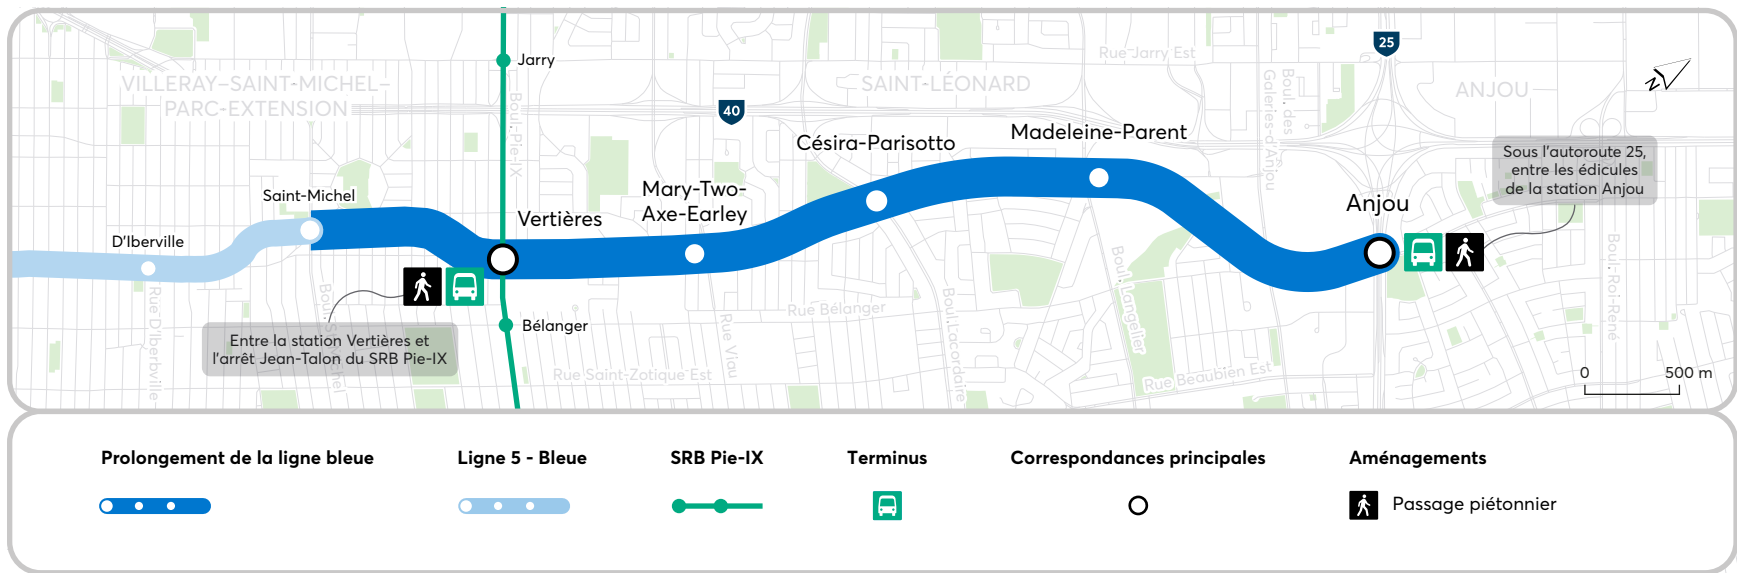 Jarry
Boul. Pie-IX
VILLERAY–SAINT-MICHEL–
PARC-EXTENSION
40
SAINT-LÉONARD
Rue Jarry Est
25
Boul. des
Galeries-d'Anjou
ANJOU
N
Sous l'autoroute 25,
entre les édicules
de la station Anjou
Saint-Michel
D'Iberville
Vertières
Mary-Two-
Axe-Earley
Césira-Parisotto
Madeleine-Parent
Anjou
Entre la station Vertières et
l'arrêt Jean-Talon du SRB Pie-IX
Bélanger
Rue D'Iberville
Rue Saint-Zotique Est
Rue Viau
Rue Bélanger
Boul. Lacordaire
Boul. Langelier
Rue Beaubien Est
Boul. Roi-René
0
500 m
Prolongement de la ligne bleue
Ligne 5 - Bleue
SRB Pie-IX
Terminus
Correspondances principales
Aménagements
Passage piétonnier